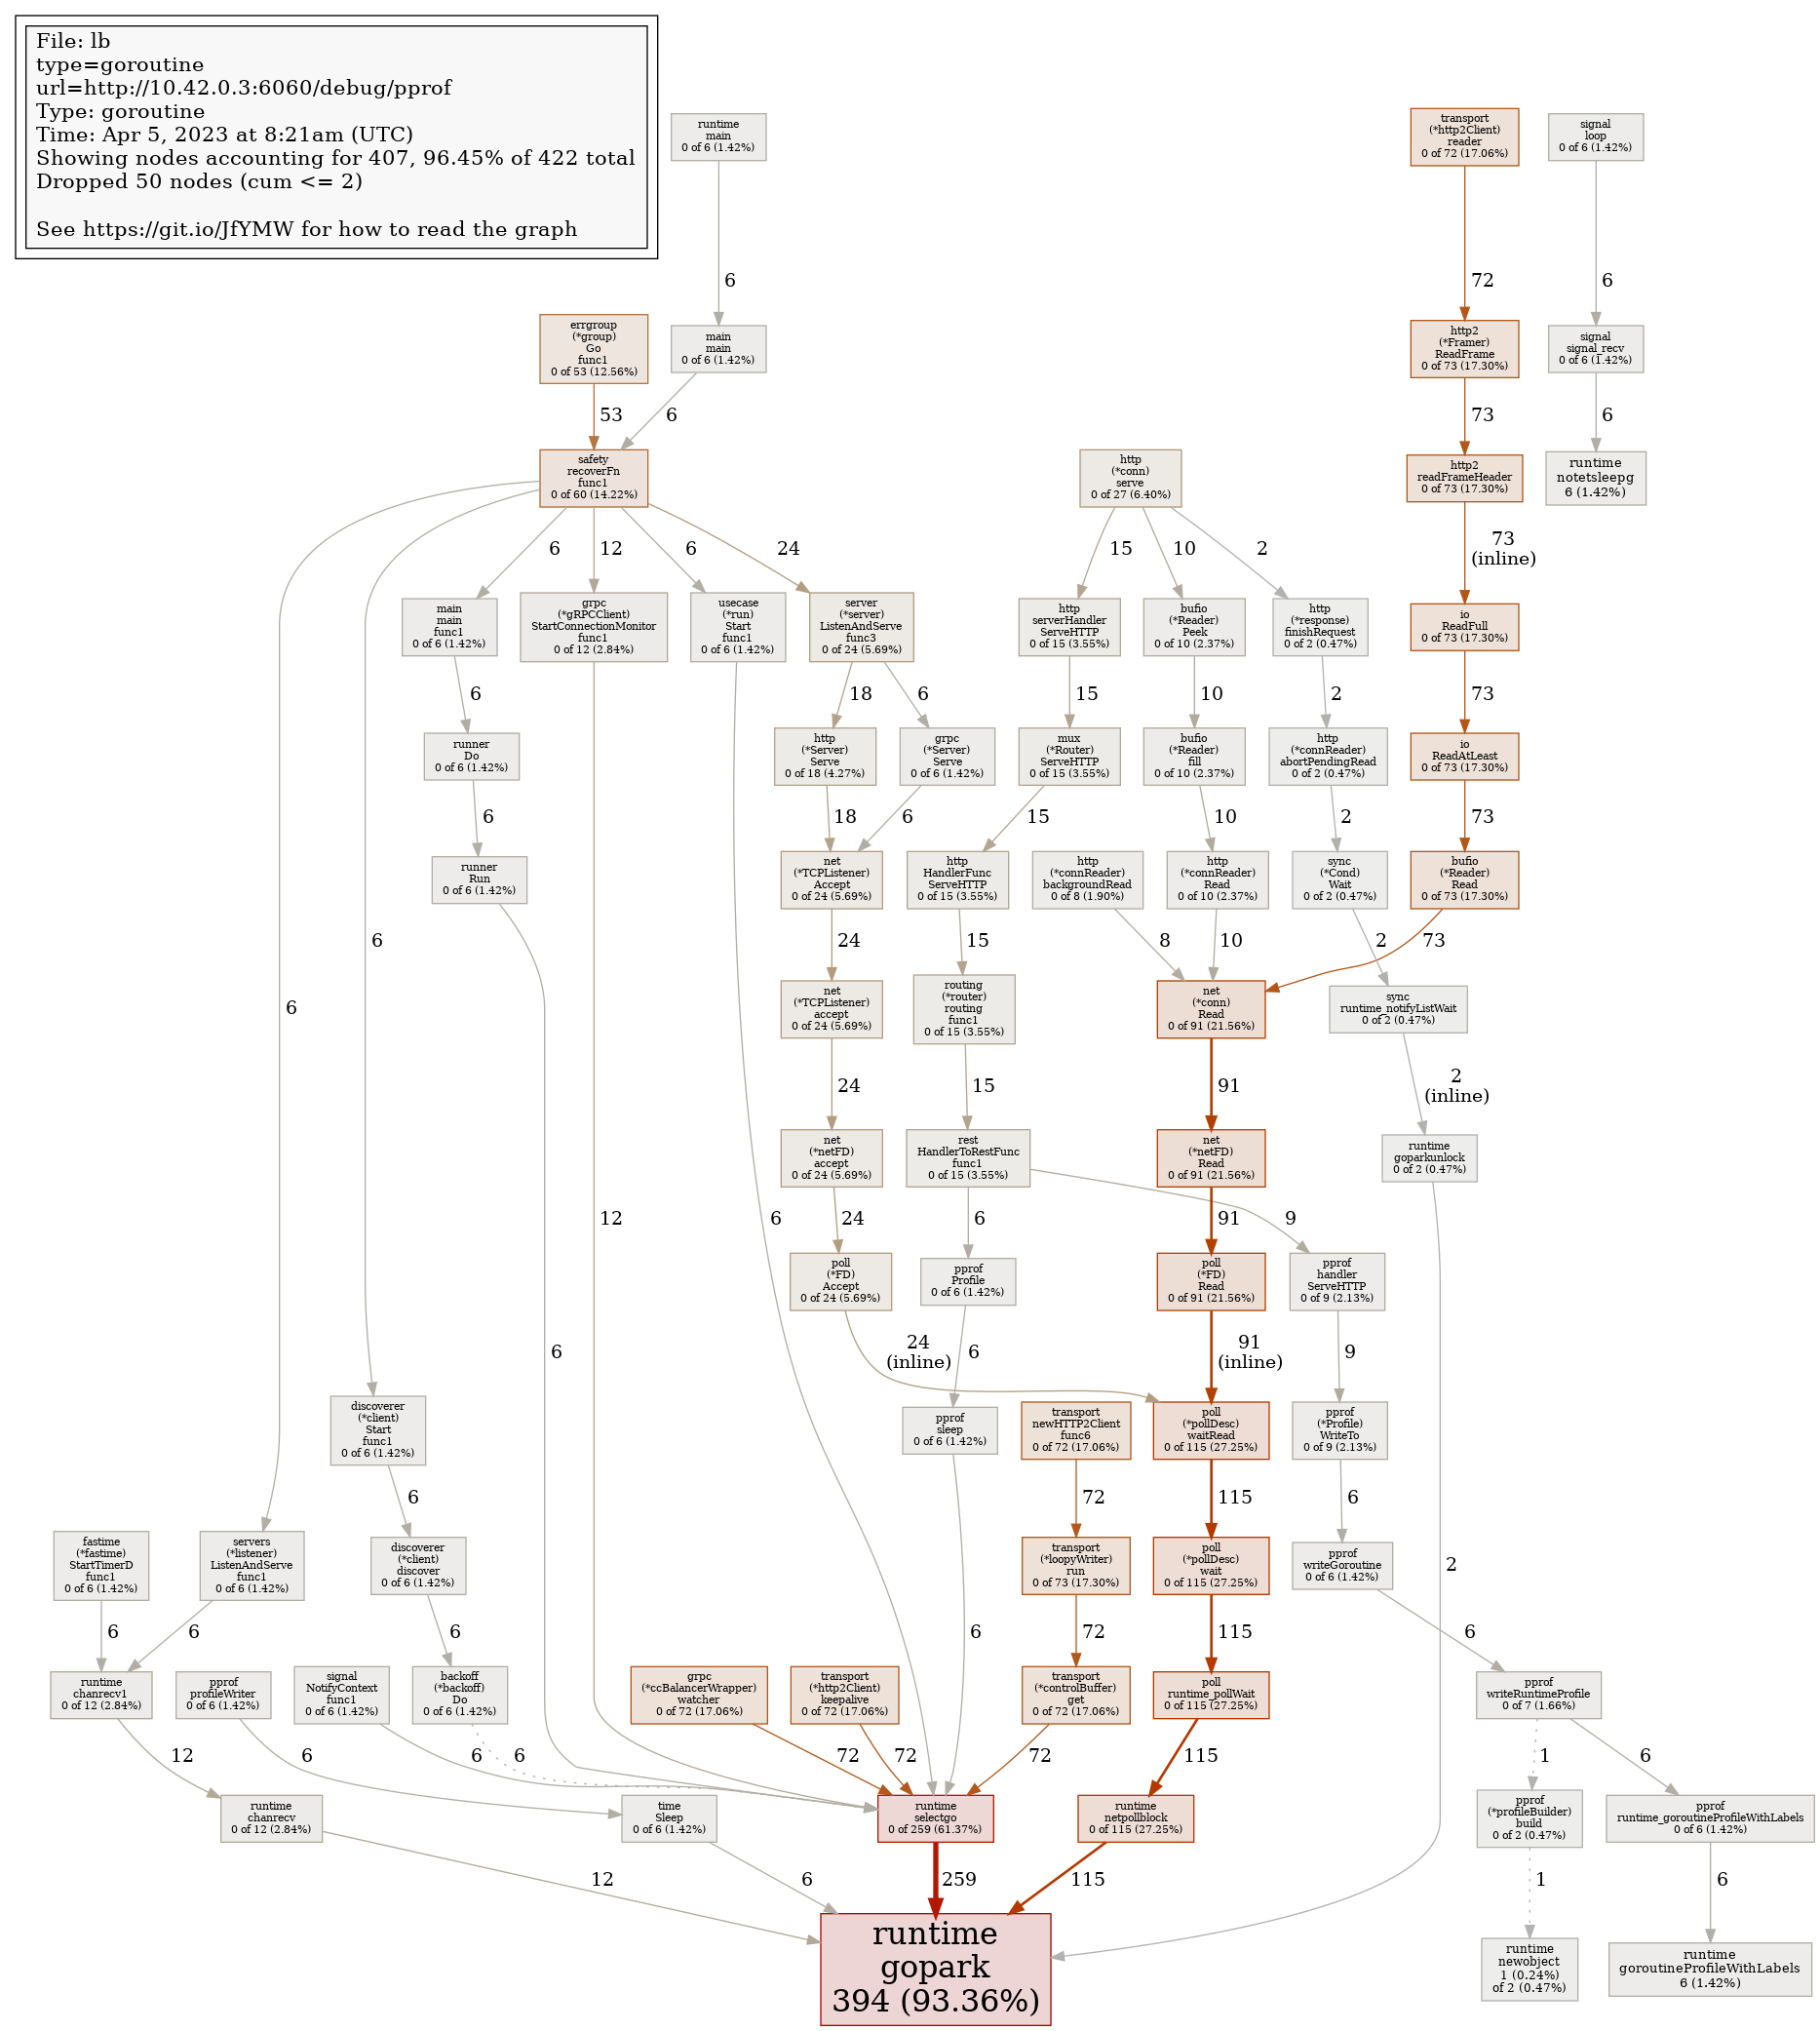 File: lb
type=goroutine
url=http://10.42.0.3:6060/debug/pprof
Type: goroutine
Time: Apr 5, 2023 at 8:21am (UTC)
Showing nodes accounting for 407, 96.45% of 422 total
Dropped 50 nodes (cum <= 2)
See https://git.io/JfYMW for how to read the graph
runtime
main
0 of 6 (1.42%)
transport
(*http2Client)
reader
0 of 72 (17.06%)
signal
loop
0 of 6 (1.42%)
6
72
6
errgroup
(*group)
Go
func1
0 of 53 (12.56%)
main
main
0 of 6 (1.42%)
http2
(*Framer)
ReadFrame
0 of 73 (17.30%)
signal
signal_recv
0 of 6 (1.42%)
53
6
73
6
safety
recoverFn
func1
0 of 60 (14.22%)
http
(*conn)
serve
0 of 27 (6.40%)
http2
readFrameHeader
0 of 73 (17.30%)
runtime
notetsleepg
6 (1.42%)
6
12
6
24
15
10
2
73
(inline)
main
main
func1
0 of 6 (1.42%)
grpc
(*gRPCClient)
StartConnectionMonitor
func1
0 of 12 (2.84%)
usecase
(*run)
Start
func1
0 of 6 (1.42%)
server
(*server)
ListenAndServe
func3
0 of 24 (5.69%)
http
serverHandler
ServeHTTP
0 of 15 (3.55%)
bufio
(*Reader)
Peek
0 of 10 (2.37%)
http
(*response)
finishRequest
0 of 2 (0.47%)
io
ReadFull
0 of 73 (17.30%)
6
18
6
15
10
2
73
runner
Do
0 of 6 (1.42%)
http
(*Server)
Serve
0 of 18 (4.27%)
grpc
(*Server)
Serve
0 of 6 (1.42%)
mux
(*Router)
ServeHTTP
0 of 15 (3.55%)
bufio
(*Reader)
fill
0 of 10 (2.37%)
http
(*connReader)
abortPendingRead
0 of 2 (0.47%)
io
ReadAtLeast
0 of 73 (17.30%)
6
18
6
15
10
2
73
runner
Run
0 of 6 (1.42%)
net
(*TCPListener)
Accept
0 of 24 (5.69%)
http
HandlerFunc
ServeHTTP
0 of 15 (3.55%)
http
(*connReader)
backgroundRead
0 of 8 (1.90%)
http
(*connReader)
Read
0 of 10 (2.37%)
sync
(*Cond)
Wait
0 of 2 (0.47%)
bufio
(*Reader)
Read
0 of 73 (17.30%)
6
24
15
8
10
2
73
6
net
(*TCPListener)
accept
0 of 24 (5.69%)
routing
(*router)
routing
func1
0 of 15 (3.55%)
net
(*conn)
Read
0 of 91 (21.56%)
sync
runtime_notifyListWait
0 of 2 (0.47%)
24
15
91
2
(inline)
net
(*netFD)
accept
0 of 24 (5.69%)
rest
HandlerToRestFunc
func1
0 of 15 (3.55%)
net
(*netFD)
Read
0 of 91 (21.56%)
runtime
goparkunlock
0 of 2 (0.47%)
12
6
24
6
91
9
poll
(*FD)
Accept
0 of 24 (5.69%)
pprof
Profile
0 of 6 (1.42%)
poll
(*FD)
Read
0 of 91 (21.56%)
pprof
handler
ServeHTTP
0 of 9 (2.13%)
6
24
(inline)
6
91
(inline)
9
discoverer
(*client)
Start
func1
0 of 6 (1.42%)
pprof
sleep
0 of 6 (1.42%)
transport
newHTTP2Client
func6
0 of 72 (17.06%)
poll
(*pollDesc)
waitRead
0 of 115 (27.25%)
pprof
(*Profile)
WriteTo
0 of 9 (2.13%)
6
72
115
6
fastime
(*fastime)
StartTimerD
func1
0 of 6 (1.42%)
servers
(*listener)
ListenAndServe
func1
0 of 6 (1.42%)
discoverer
(*client)
discover
0 of 6 (1.42%)
transport
(*loopyWriter)
run
0 of 73 (17.30%)
poll
(*pollDesc)
wait
0 of 115 (27.25%)
pprof
writeGoroutine
0 of 6 (1.42%)
2
6
6
6
6
72
115
6
runtime
chanrecv1
0 of 12 (2.84%)
pprof
profileWriter
0 of 6 (1.42%)
signal
NotifyContext
func1
0 of 6 (1.42%)
backoff
(*backoff)
Do
0 of 6 (1.42%)
grpc
(*ccBalancerWrapper)
watcher
0 of 72 (17.06%)
transport
(*http2Client)
keepalive
0 of 72 (17.06%)
transport
(*controlBuffer)
get
0 of 72 (17.06%)
poll
runtime_pollWait
0 of 115 (27.25%)
pprof
writeRuntimeProfile
0 of 7 (1.66%)
12
6
6
6
72
72
72
115
1
6
runtime
chanrecv
0 of 12 (2.84%)
time
Sleep
0 of 6 (1.42%)
runtime
selectgo
0 of 259 (61.37%)
runtime
netpollblock
0 of 115 (27.25%)
pprof
(*profileBuilder)
build
0 of 2 (0.47%)
pprof
runtime_goroutineProfileWithLabels
0 of 6 (1.42%)
12
6
259
115
1
6
runtime
gopark
394 (93.36%)
runtime
newobject
1 (0.24%)
of 2 (0.47%)
runtime
goroutineProfileWithLabels
6 (1.42%)